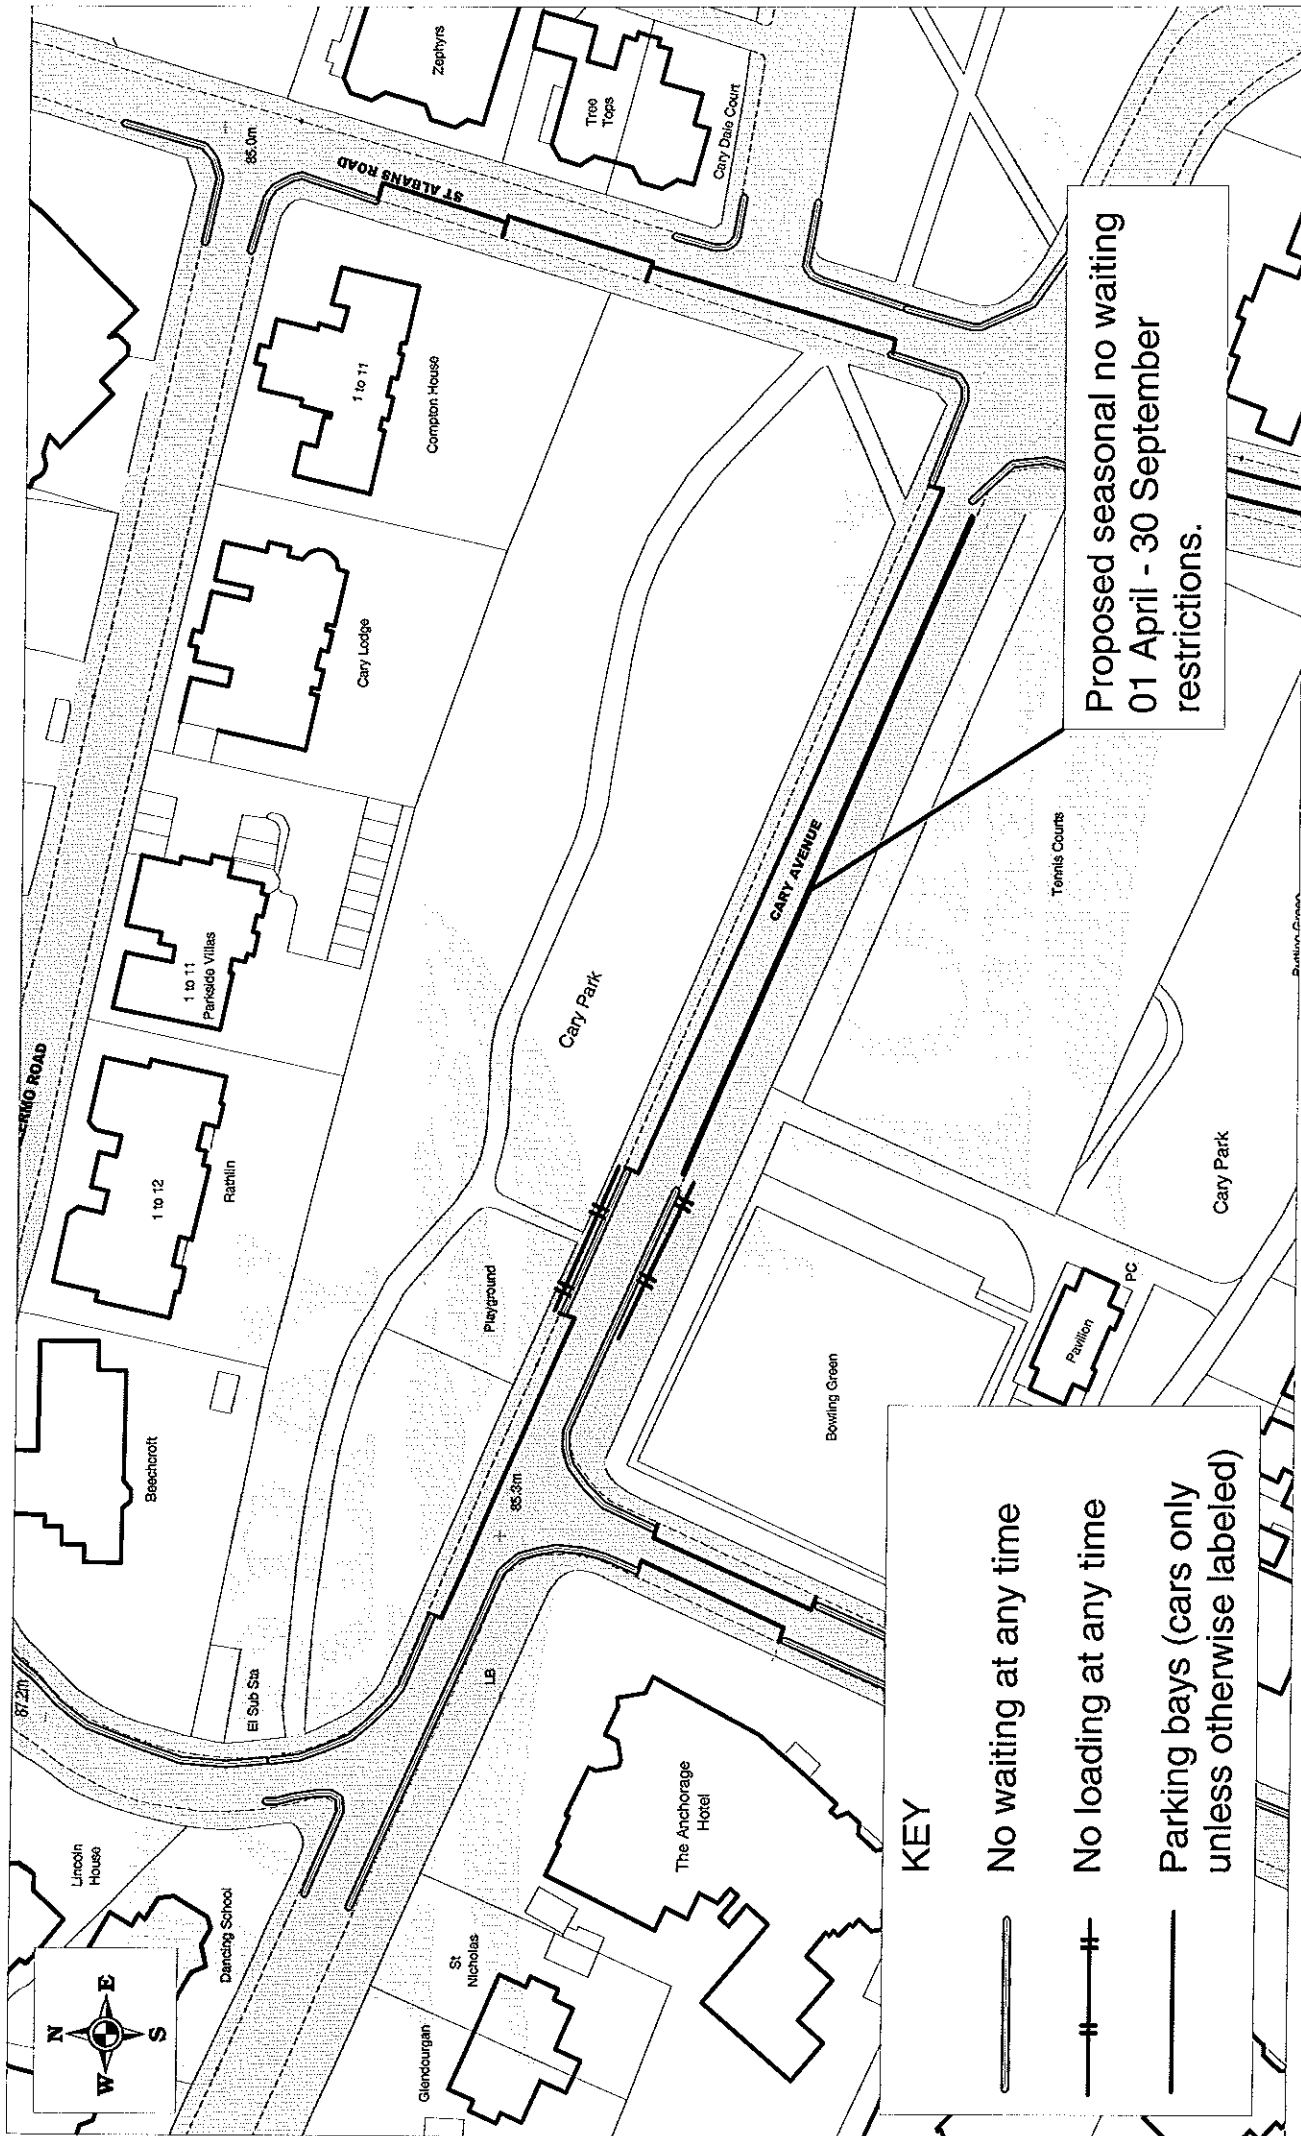 Zephyrs
Tree
Tops
Cary Dale Court
85.0m
ST ALBANS ROAD
1 to 11
Compton House
Cary Lodge
1 to 11
Parkside Villas
ERMO ROAD
1 to 12
Rathlin
Beechcroft
87.2m
El Sub Sta
Lincoln
House
Dancing School
N
W
E
S
Playground
Cary Park
CARY AVENUE
85.3m
LB
Tennis Courts
Bowling Green
Cary Park
Pavilion
PC
Putting Green
The Anchorage
Hotel
St
Nicholas
Glendourgan
Proposed seasonal no waiting
01 April - 30 September
restrictions.
KEY
No waiting at any time
No loading at any time
Parking bays (cars only
unless otherwise labeled)